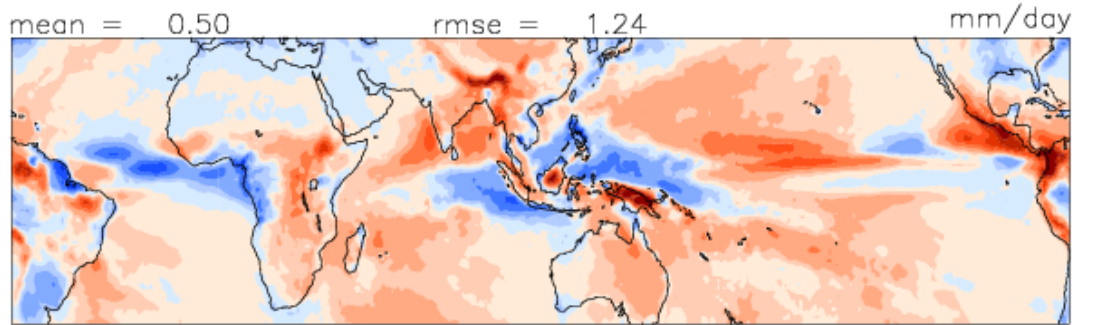 mean = 0.50 rmse = 1.24 mm/day